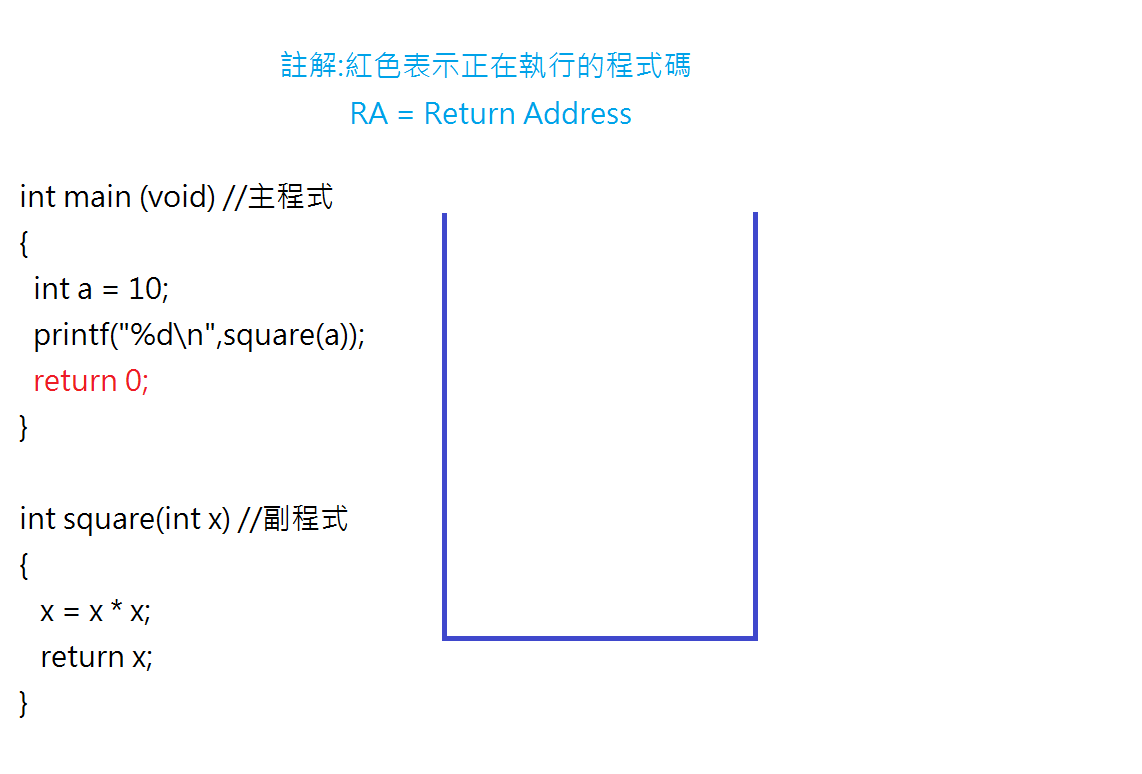 註解:紅色表示正在執行的程式碼
RA = Return Address
int main (void) //主程式
{
int a = 10;
printf("%d\n",square(a));
return 0;
}
int square(int x) //副程式
{
x = x * x;
return x;
}